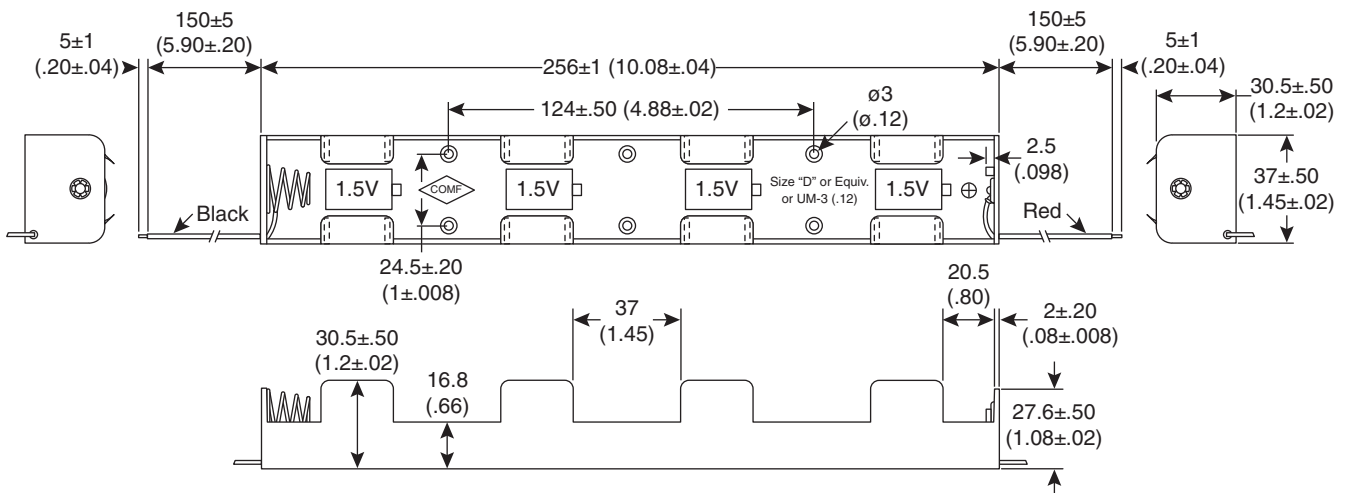 150±5
(5.90±.20)
5±1
(.20±.04)
256±1 (10.08±.04)
150±5
(5.90±.20)
5±1
(.20±.04)
124±.50 (4.88±.02)
ø3
(ø.12)
30.5±.50
(1.2±.02)
2.5
(.098)
1.5V
COMF
1.5V
1.5V
Size "D" or Equiv.
or UM-3 (.12)
1.5V
37±.50
(1.45±.02)
Black
Red
24.5±.20
(1±.008)
20.5
(.80)
37
(1.45)
2±.20
(.08±.008)
30.5±.50
(1.2±.02)
16.8
(.66)
27.6±.50
(1.08±.02)